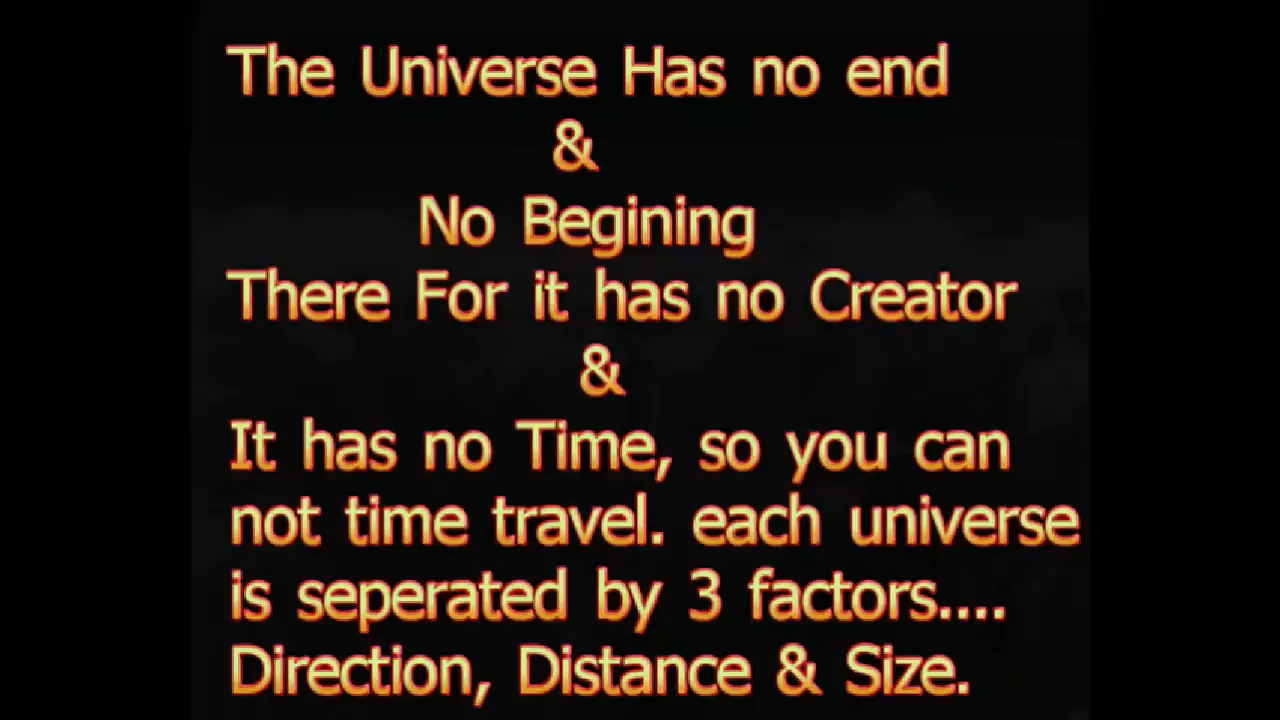 The Universe Has no end
&
No Begining
There For it has no Creator
&
It has no Time, so you can
not time travel. each universe
is seperated by 3 factors....
Direction, Distance & Size.